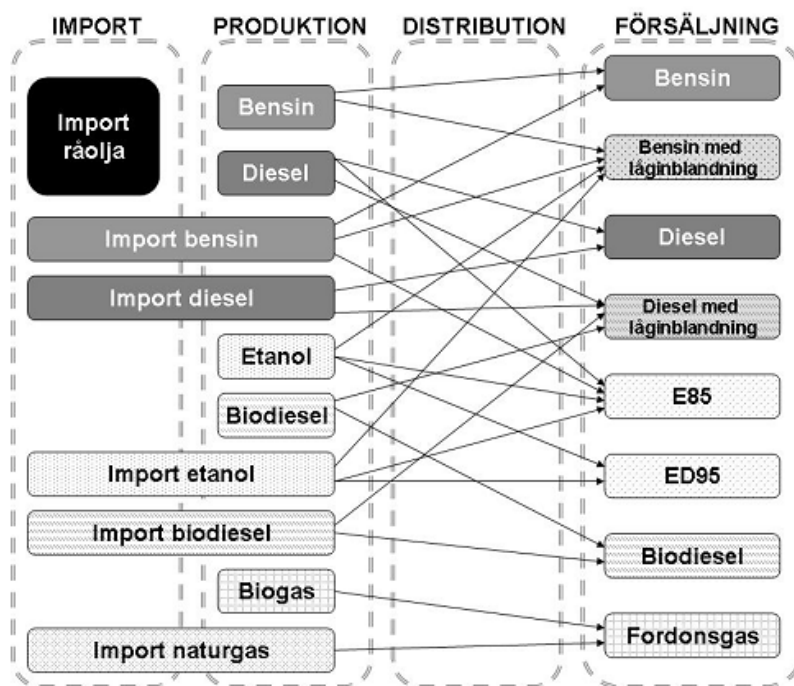 IMPORT PRODUKTION DISTRIBUTION FÖRSÄLJNING
Import
råolja
Import bensin
Import diesel
Import etanol
Import biodiesel
Import naturgas
Bensin
Diesel
Etanol
Biodiesel
Biogas
Bensin
Bensin med
låginblandning
Diesel
Diesel med
låginblandning
E85
ED95
Biodiesel
Fordonsgas